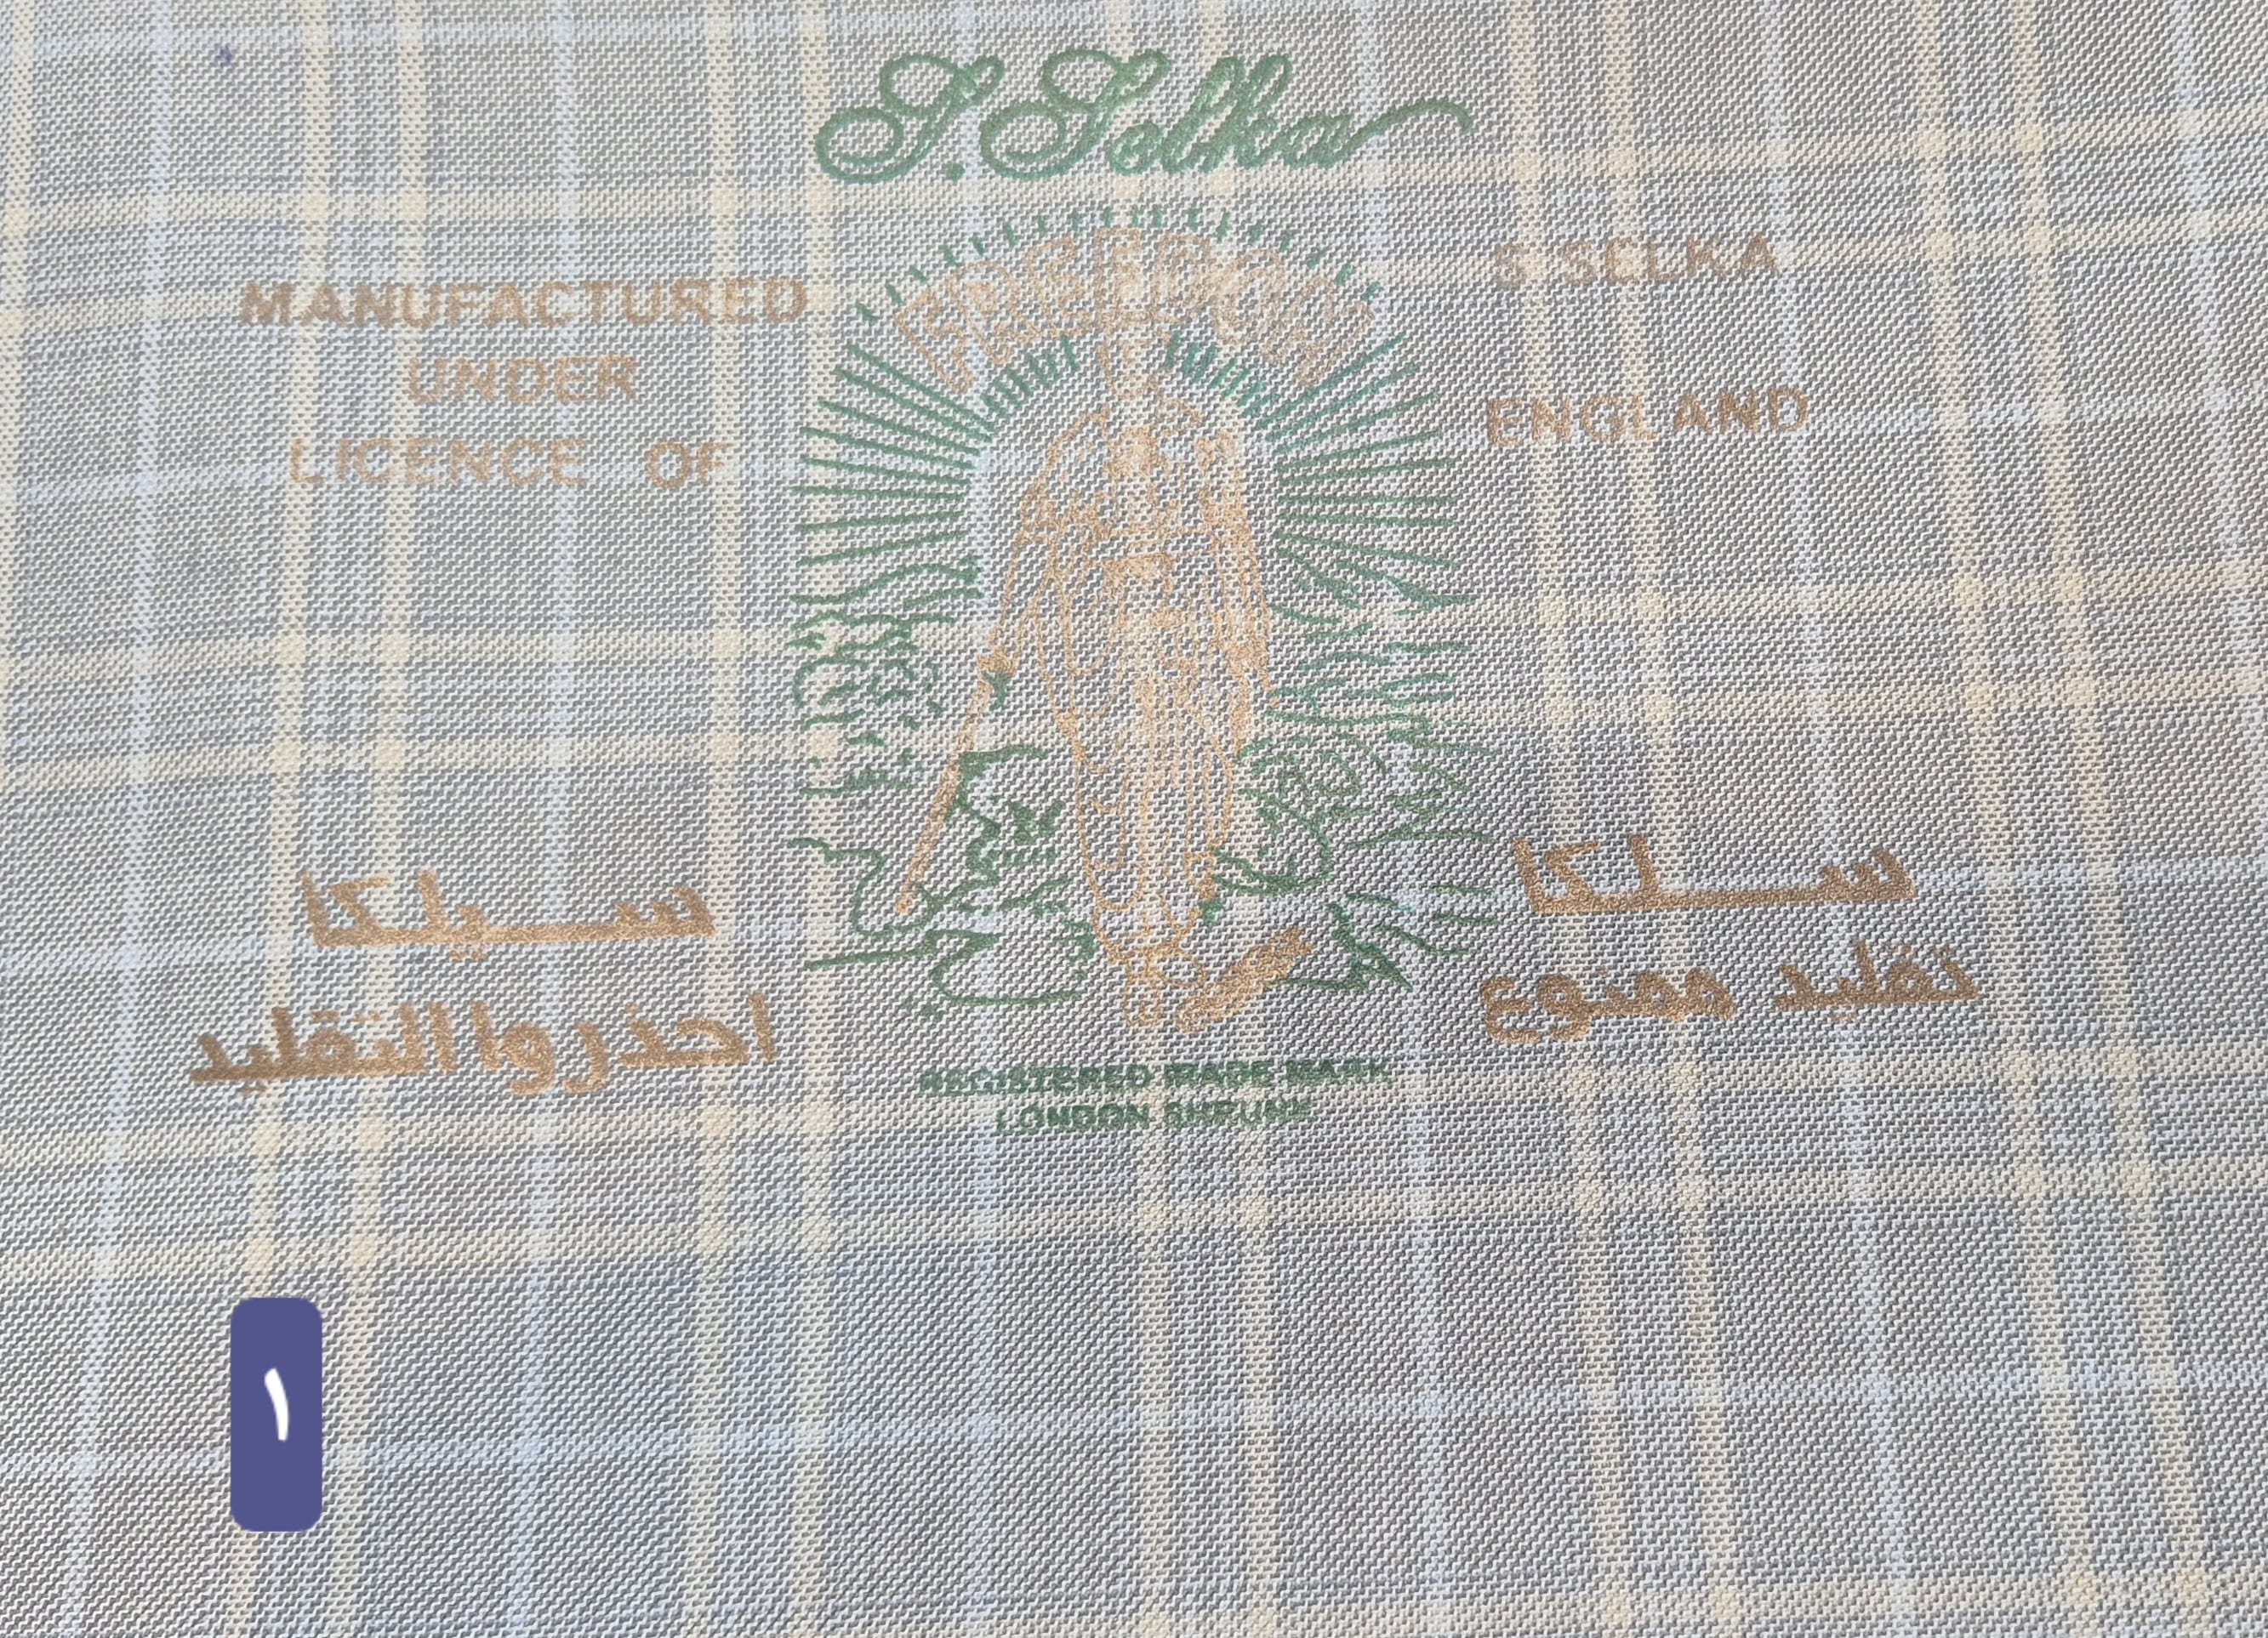 S. Selka
FREEDOM
MANUFACTURED
UNDER
LICENCE OF
S SELKA
ENGLAND
سيلكا
احذروا التقليد
سلكا
تقليد ممنوع
REGISTERED TRADE MARK
LONDON SHRUNK
١